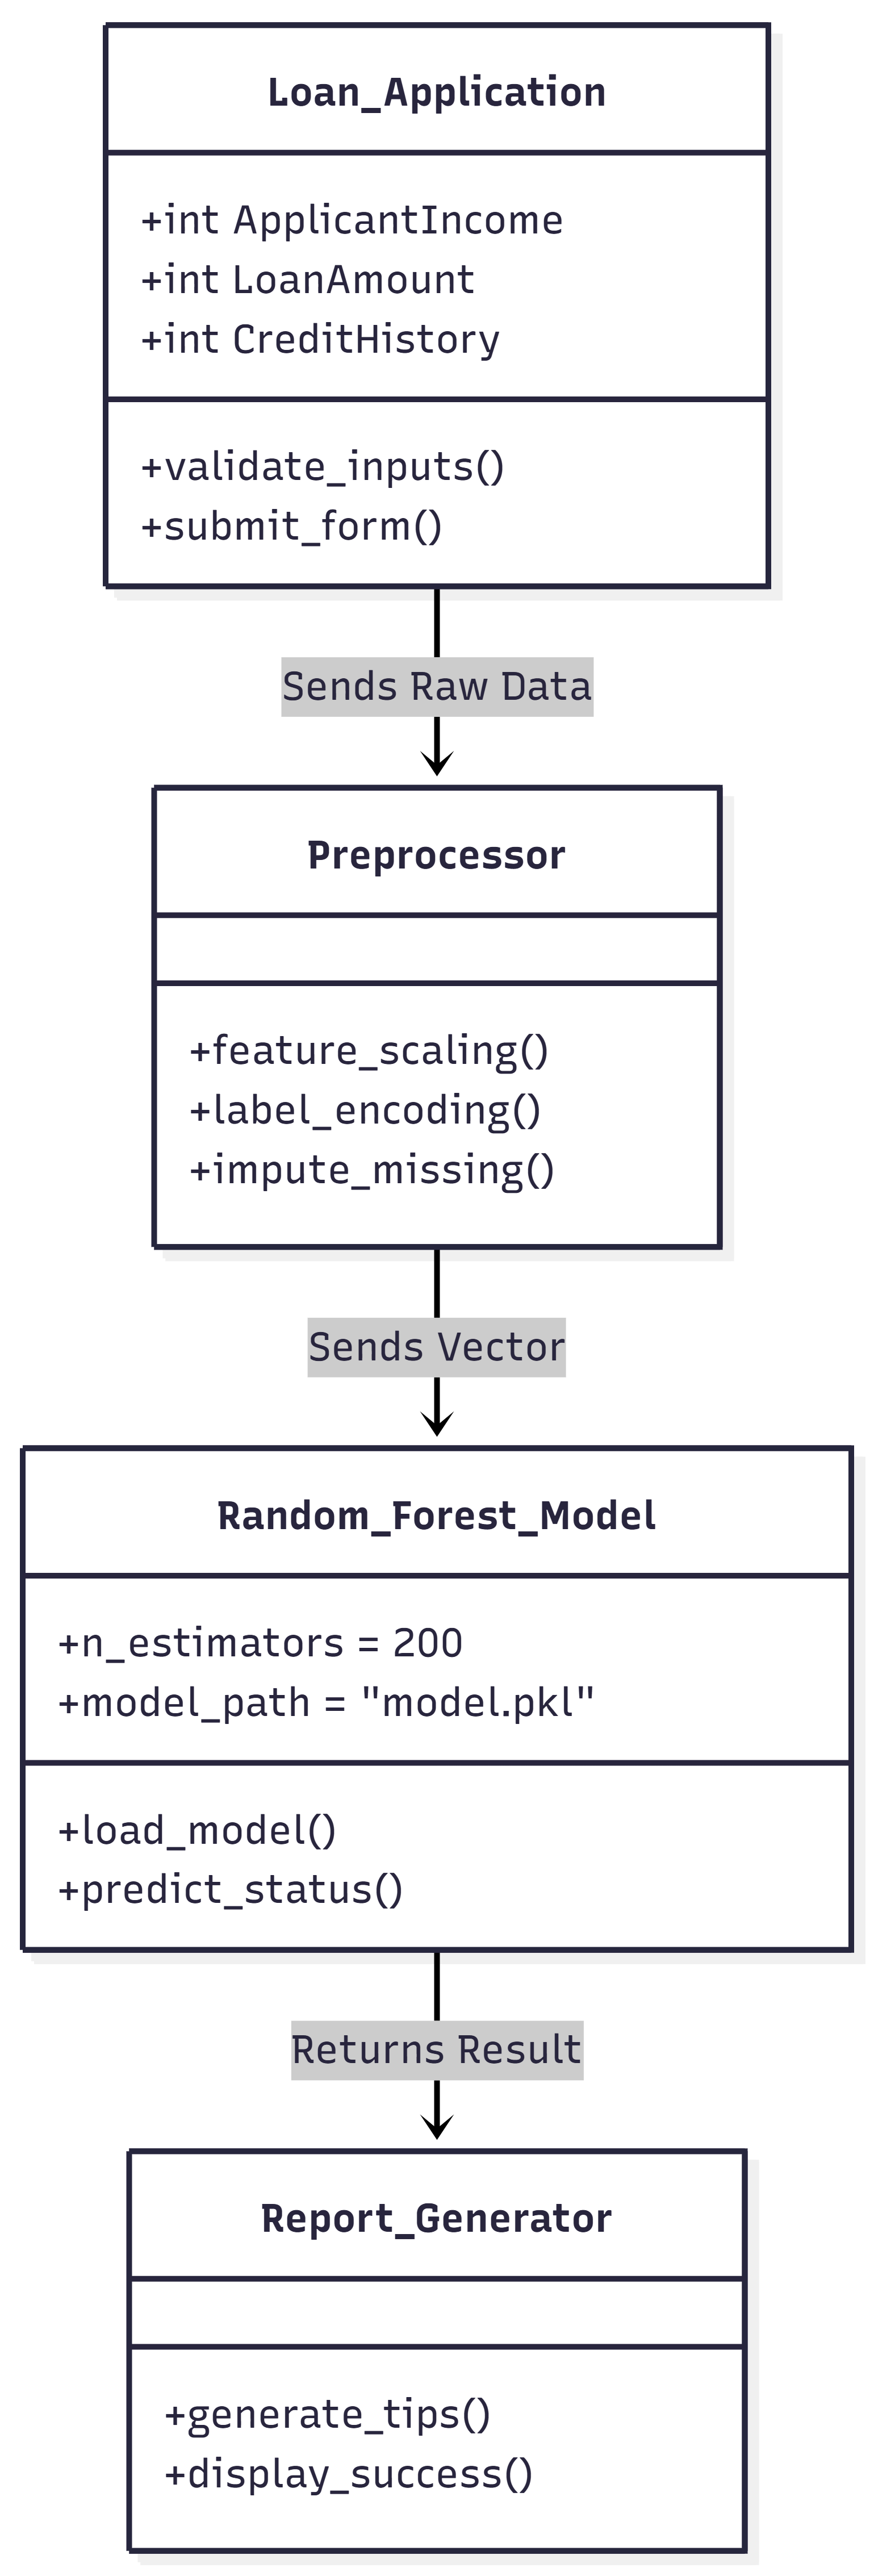 Loan_Application
+int ApplicantIncome
+int LoanAmount
+int CreditHistory
+validate_inputs()
+submit_form()
Sends Raw Data
Preprocessor
+feature_scaling()
+label_encoding()
+impute_missing()
Sends Vector
Random_Forest_Model
+n_estimators = 200
+model_path = "model.pkl"
+load_model()
+predict_status()
Returns Result
Report_Generator
+generate_tips()
+display_success()